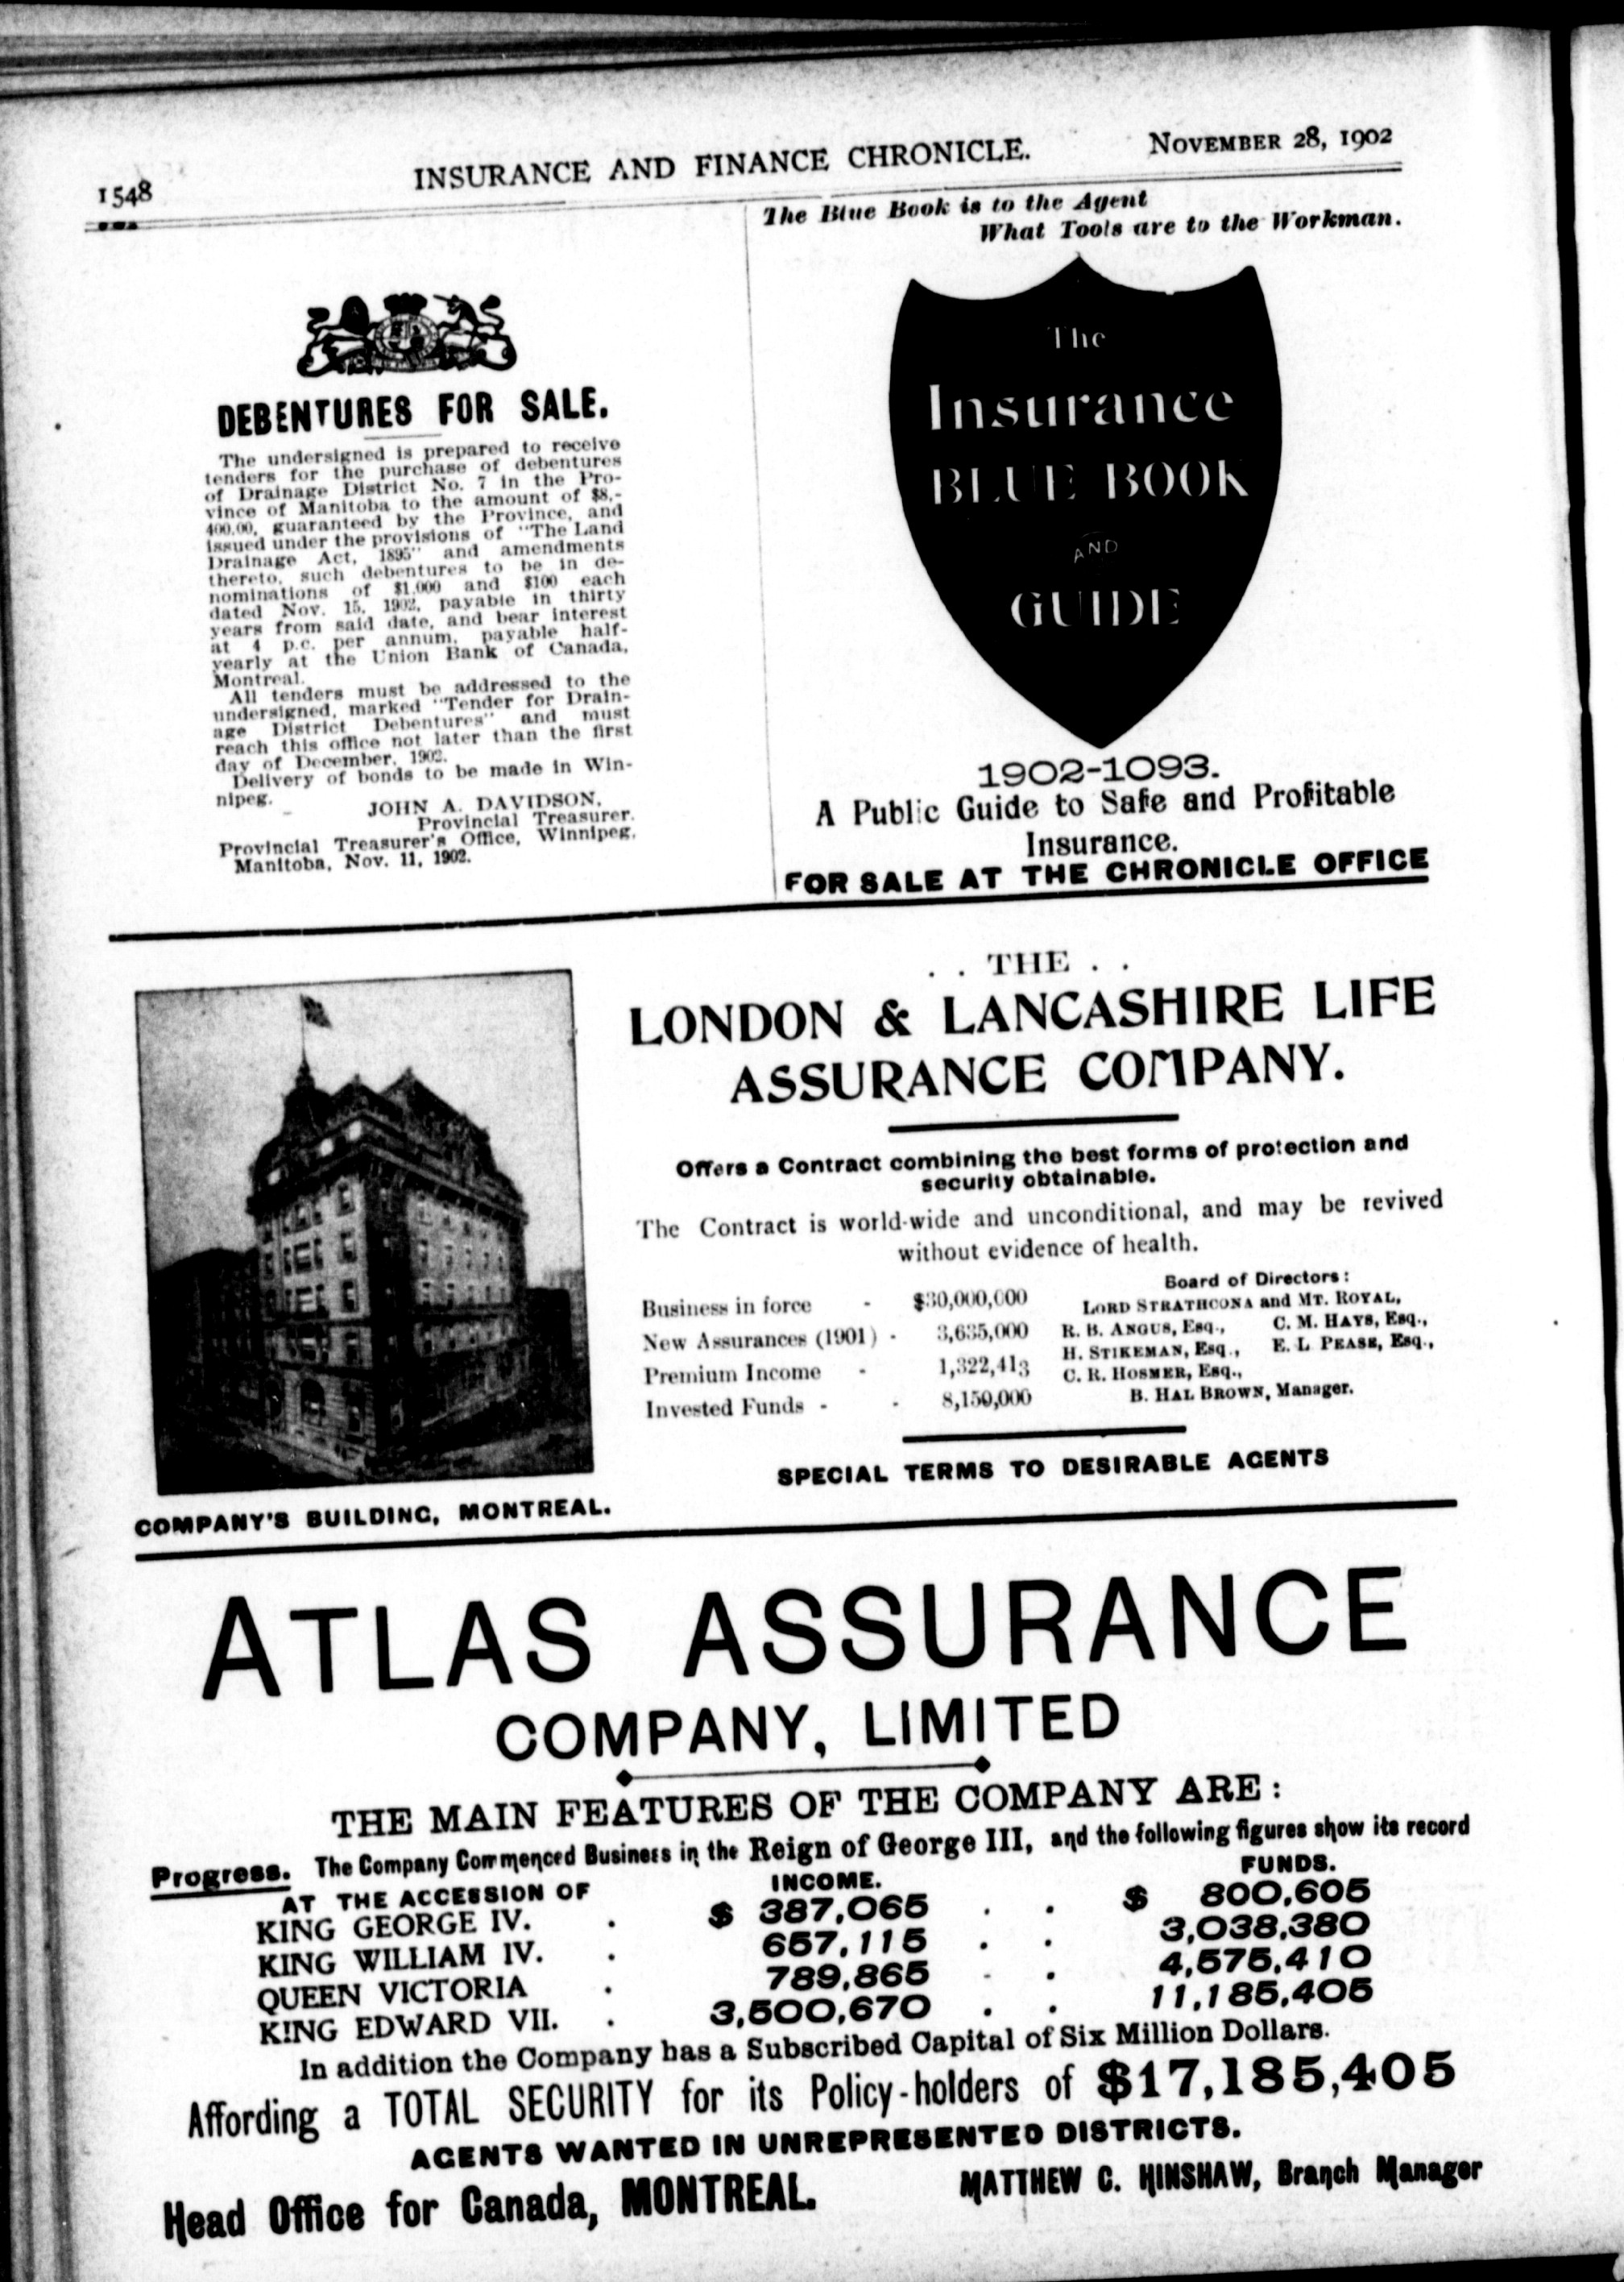 1548
INSURANCE AND FINANCE CHRONICLE.
NOVEMBER 28, 1902
DEBENTURES FOR SALE.
The undersigned is prepared to receive
tenders for the purchase of debentures
of Drainage District No. 7 in the Pro-
vince of Manitoba to the amount of $8,-
400.00, guaranteed by the Province, and
issued under the provisions of "The Land
Drainage Act, 1895" and amendments
thereto, such debentures to be in de-
nominations of $1,000 and $100 each
dated Nov. 15, 1902, payable in thirty
years from said date, and bear interest
at 4 p.c. per annum, payable half-
yearly at the Union Bank of Canada,
Montreal.
All tenders must be addressed to the
undersigned, marked "Tender for Drain-
age District Debentures" and must
reach this office not later than the first
day of December, 1902.
Delivery of bonds to be made in Win-
nipeg.
JOHN A. DAVIDSON,
Provincial Treasurer.
Provincial Treasurer's Office, Winnipeg,
Manitoba, Nov. 11, 1902.
The Blue Book is to the Agent
What Tools are to the Workman.
The
Insurance
BLUE BOOK
AND
GUIDE
1902-1093.
A Public Guide to Safe and Profitable
Insurance.
FOR SALE AT THE CHRONICLE OFFICE
. . THE . .
LONDON & LANCASHIRE LIFE
ASSURANCE COMPANY.
Offers a Contract combining the best forms of protection and
security obtainable.
The Contract is world-wide and unconditional, and may be revived
without evidence of health.
Business in force - $30,000,000
New Assurances (1901) - 3,635,000
Premium Income - 1,322,413
Invested Funds - - 8,150,000
Board of Directors:
LORD STRATHCONA and MT. ROYAL,
R. B. ANGUS, Esq., C. M. HAYS, Esq.,
H. STIKEMAN, Esq., E. L PEASE, Esq.,
C. R. HOSMER, Esq.,
B. HAL BROWN, Manager.
SPECIAL TERMS TO DESIRABLE AGENTS
COMPANY'S BUILDING, MONTREAL.
ATLAS ASSURANCE
COMPANY, LIMITED
THE MAIN FEATURES OF THE COMPANY ARE:
Progress. The Company Commenced Business in the Reign of George III, and the following figures show its record
AT THE ACCESSION OF INCOME. FUNDS.
KING GEORGE IV. . $ 387,065 . . $ 800,605
KING WILLIAM IV. . 657,115 . . 3,038,380
QUEEN VICTORIA . 789,865 - . 4,575,410
KING EDWARD VII. . 3,500,670 . . 11,185,405
In addition the Company has a Subscribed Capital of Six Million Dollars.
Affording a TOTAL SECURITY for its Policy-holders of $17,185,405
AGENTS WANTED IN UNREPRESENTED DISTRICTS.
Head Office for Canada, MONTREAL.
MATTHEW C. HINSHAW, Branch Manager